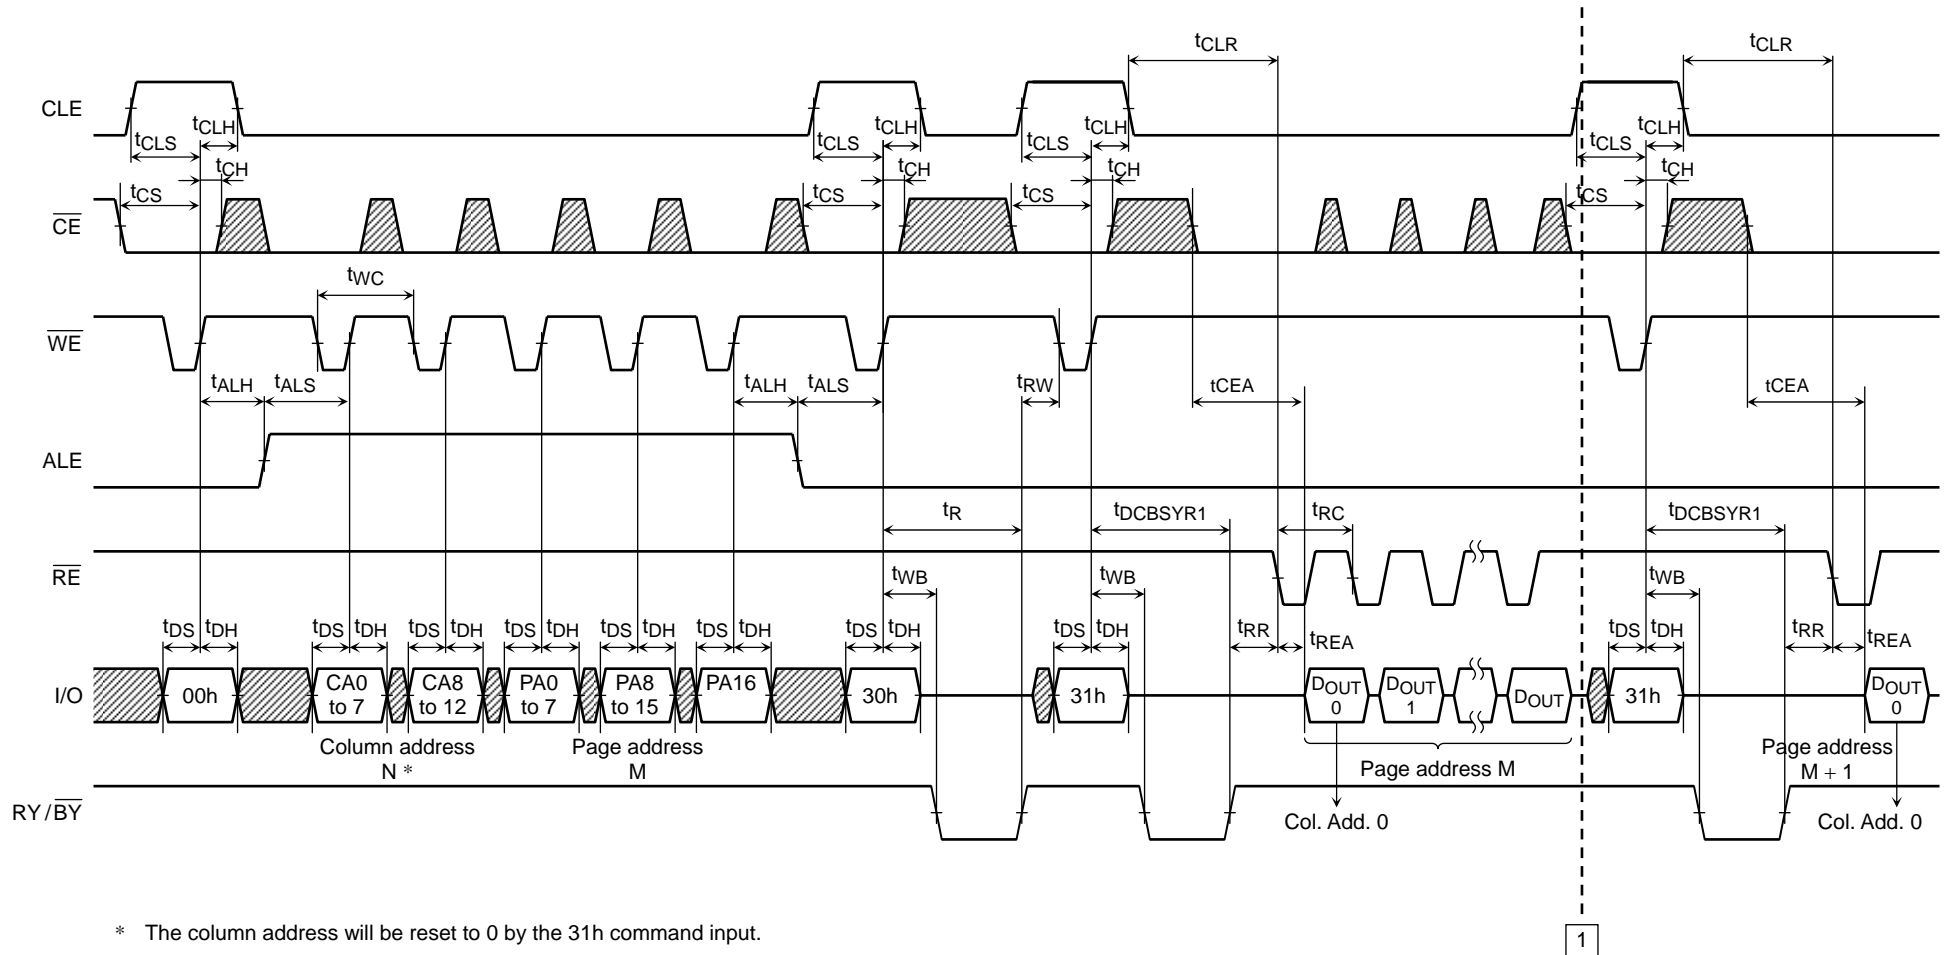 tCLR tCLR
CLE
tCLS tCLH tCLS tCLH tCLS tCLH tCLS tCLH
tCS tCH tCS tCH tCS tCH tCS tCH
CE
tWC
WE
tALH tALS tALH tALS tRW tCEA tCEA
ALE
tR tDCBSYR1 tRC tDCBSYR1
RE
tWB tWB tWB
tDS tDH tDS tDH tDS tDH tDS tDH tDS tDH tDS tDH tDS tDH tDS tDH tRR tREA tDS tDH tRR tREA
I/O
00h
CA0 to 7
CA8 to 12
PA0 to 7
PA8 to 15
PA16
30h
31h
DOUT 0
DOUT 1
DOUT
31h
DOUT 0
Column address N *
Page address M
Page address M
Page address M + 1
RY/BY
Col. Add. 0
Col. Add. 0
* The column address will be reset to 0 by the 31h command input.
1